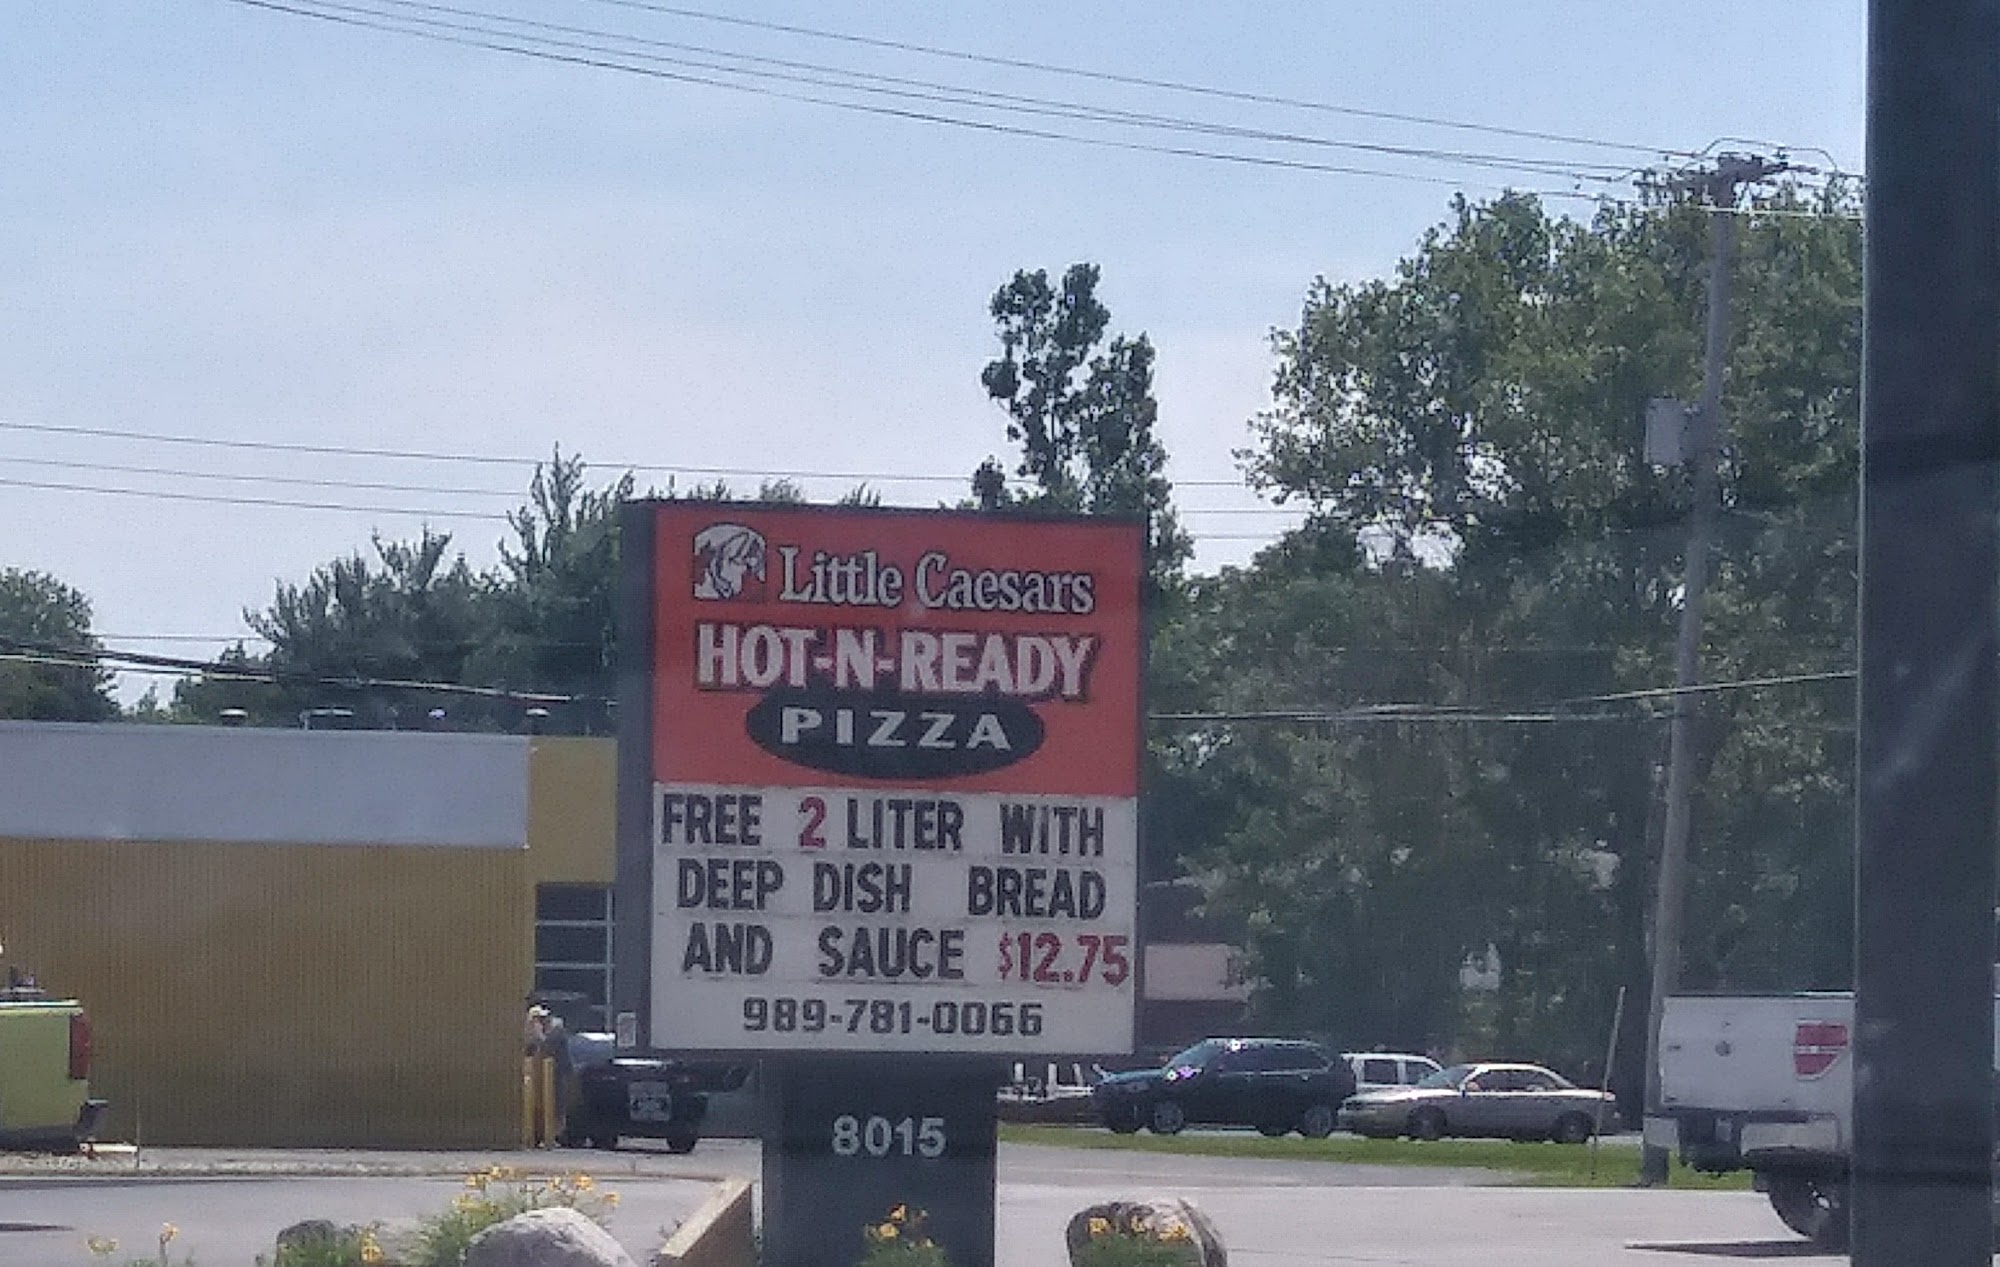 Little Caesars
HOT-N-READY
PIZZA
FREE 2 LITER WITH
DEEP DISH BREAD
AND SAUCE $12.75
989-781-0066
8015